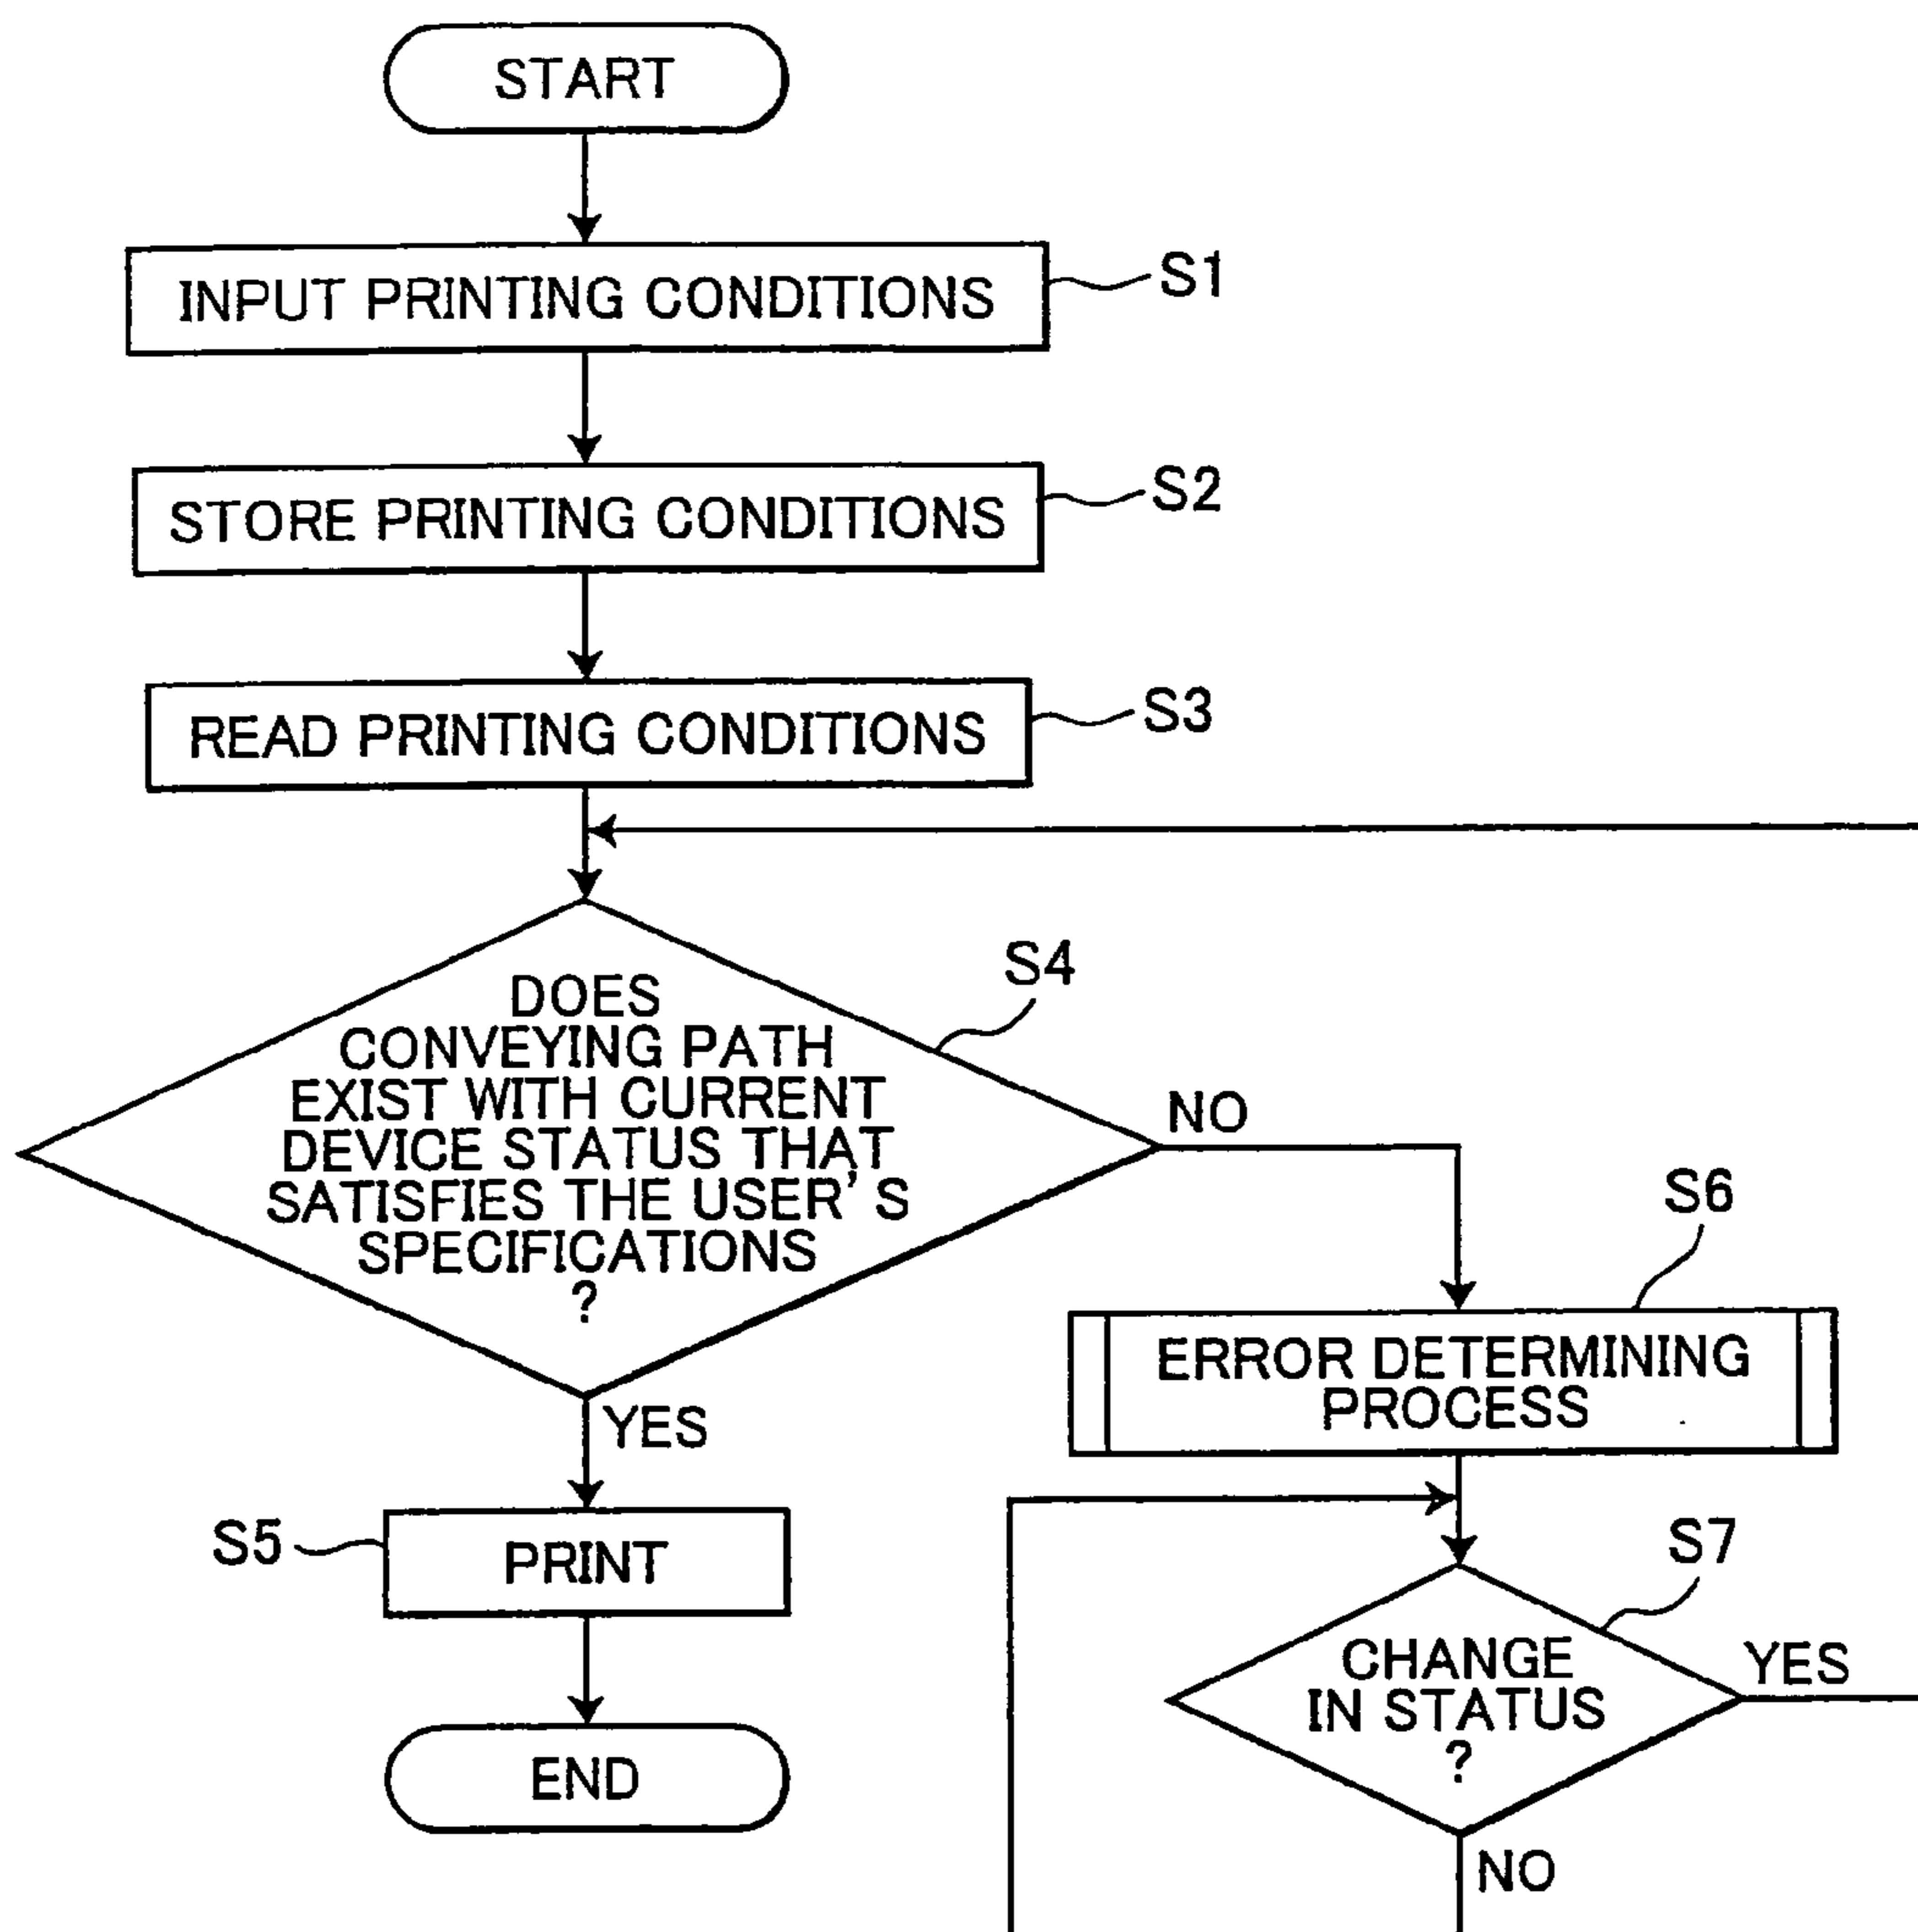 START
INPUT PRINTING CONDITIONS
S1
STORE PRINTING CONDITIONS
S2
READ PRINTING CONDITIONS
S3
DOES
CONVEYING PATH
EXIST WITH CURRENT
DEVICE STATUS THAT
SATISFIES THE USER'S
SPECIFICATIONS
?
S4
NO
YES
S6
ERROR DETERMINING
PROCESS
S5
PRINT
S7
CHANGE
IN STATUS
?
YES
NO
END